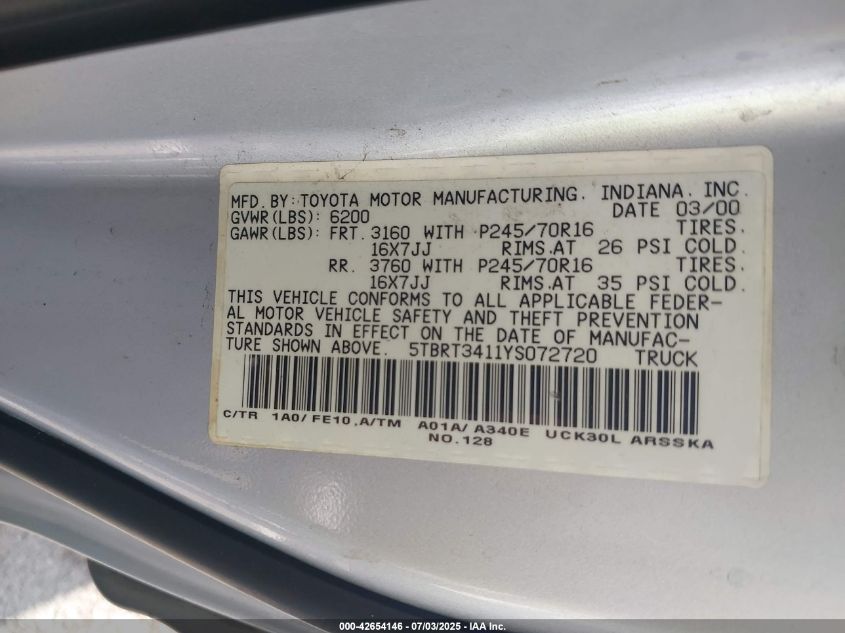 MFD. BY: TOYOTA MOTOR MANUFACTURING, INDIANA, INC.
GVWR(LBS): 6200 DATE 03/00
GAWR(LBS): FRT. 3160 WITH P245/70R16 TIRES.
16X7JJ RIMS.AT 26 PSI COLD.
RR. 3760 WITH P245/70R16 TIRES.
16X7JJ RIMS.AT 35 PSI COLD.
THIS VEHICLE CONFORMS TO ALL APPLICABLE FEDER-
AL MOTOR VEHICLE SAFETY AND THEFT PREVENTION
STANDARDS IN EFFECT ON THE DATE OF MANUFAC-
TURE SHOWN ABOVE. 5TBRT3411YS072720 TRUCK
C/TR 1A0/FE10,A/TM A01A/A340E UCK30L ARSSKA
NO.128
000-42654146 - 07/03/2025 - IAA Inc.